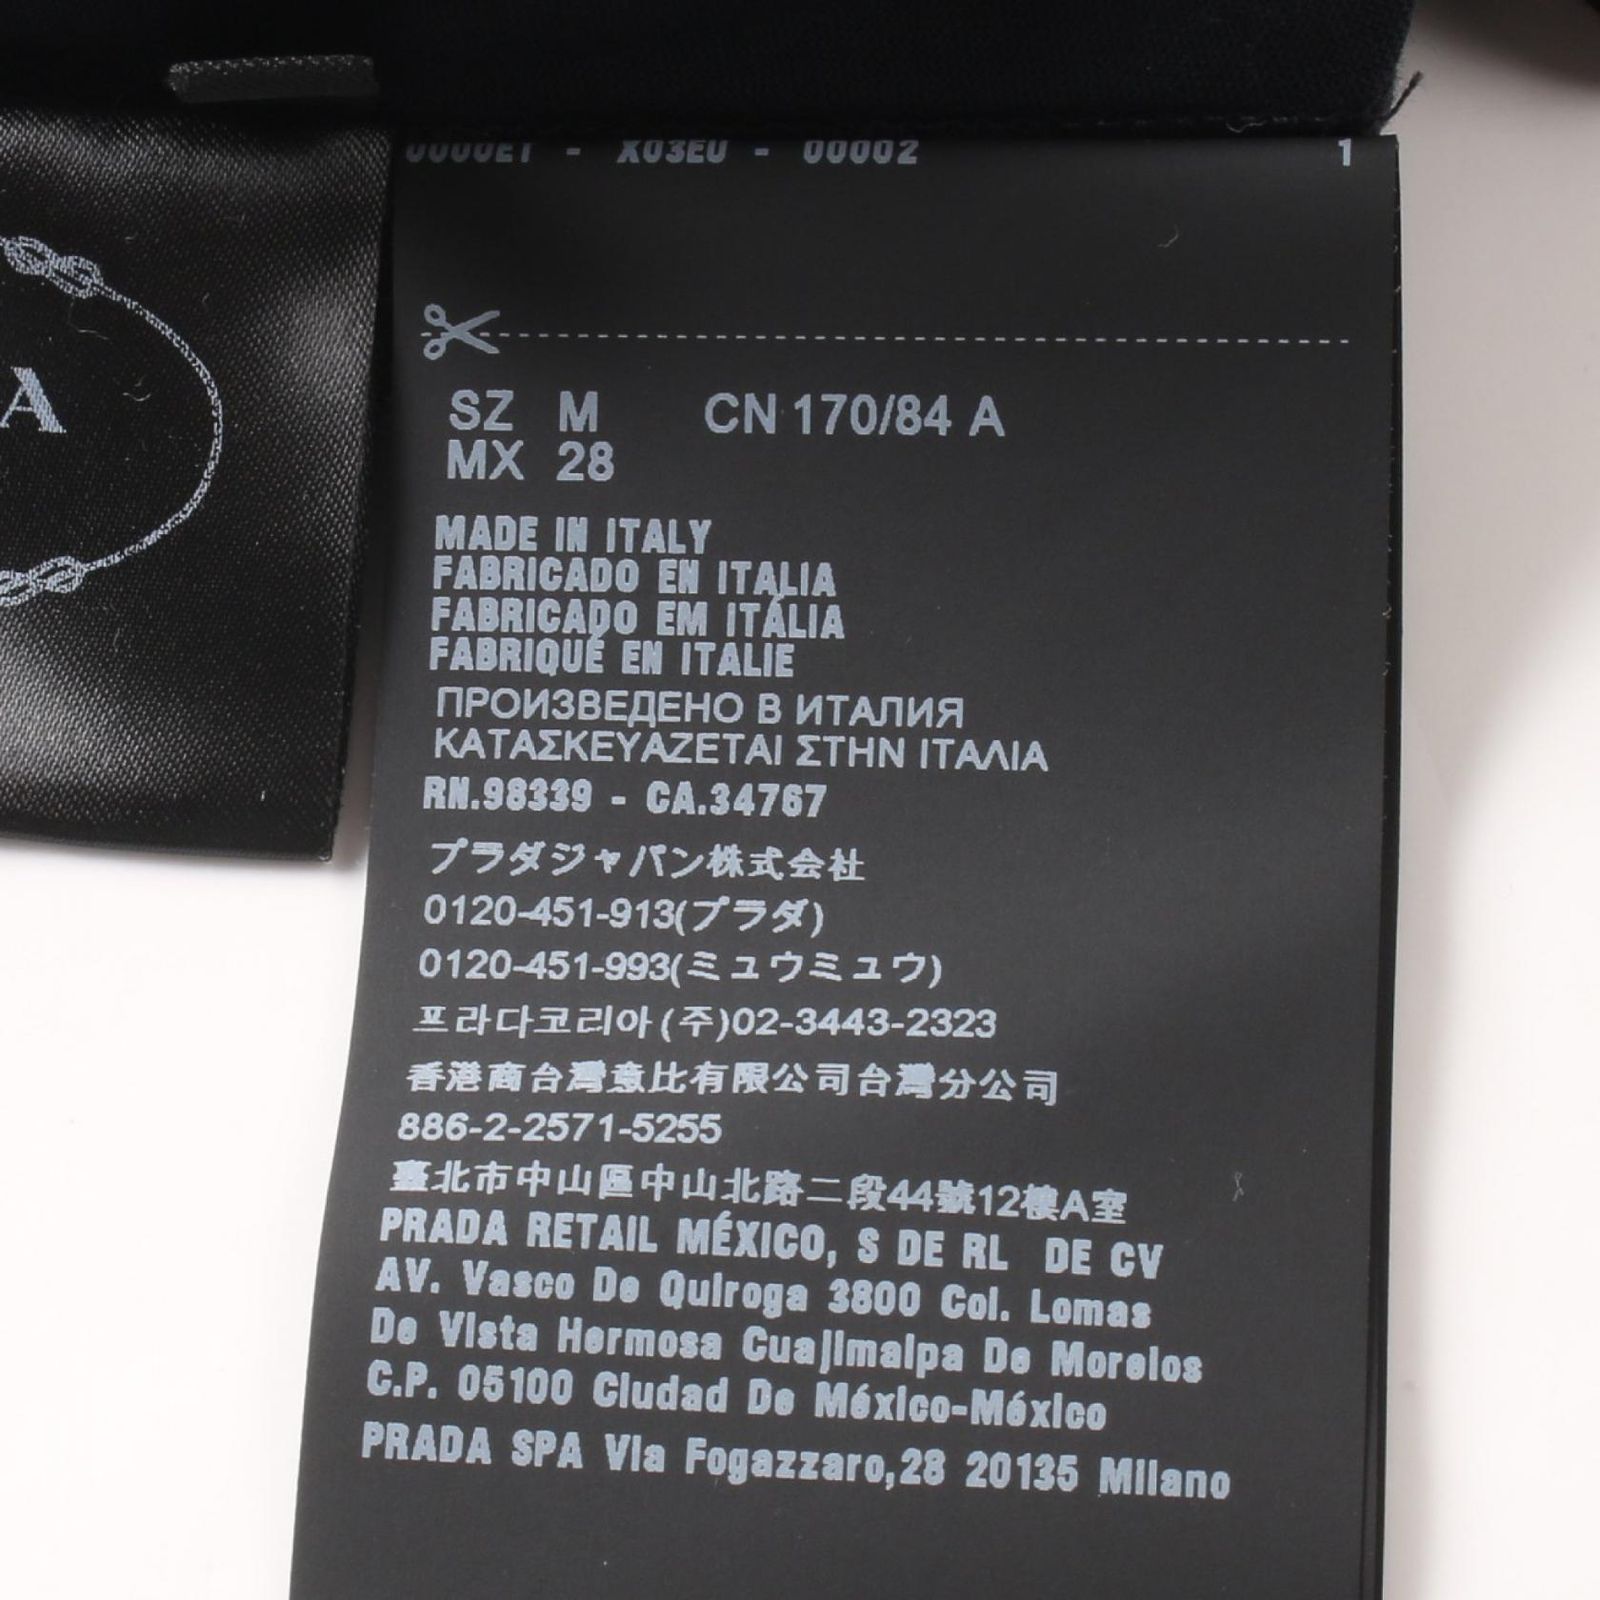 A
0000ET - X03EU - 00002 1
SZ M CN 170/84 A
MX 28
MADE IN ITALY
FABRICADO EN ITALIA
FABRICADO EM ITÁLIA
FABRIQUÉ EN ITALIE
ПРОИЗВЕДЕНО В ИТАЛИЯ
ΚΑΤΑΣΚΕΥΑΖΕΤΑΙ ΣΤΗΝ ΙΤΑΛΙΑ
RN.98339 - CA.34767
プラダジャパン株式会社
0120-451-913(プラダ)
0120-451-993(ミュウミュウ)
프라다코리아(주)02-3443-2323
香港商台灣意比有限公司台灣分公司
886-2-2571-5255
臺北市中山區中山北路二段44號12樓A室
PRADA RETAIL MÉXICO, S DE RL DE CV
AV. Vasco De Quiroga 3800 Col. Lomas
De Vista Hermosa Cuajimalpa De Morelos
C.P. 05100 Ciudad De México-México
PRADA SPA Via Fogazzaro,28 20135 Milano